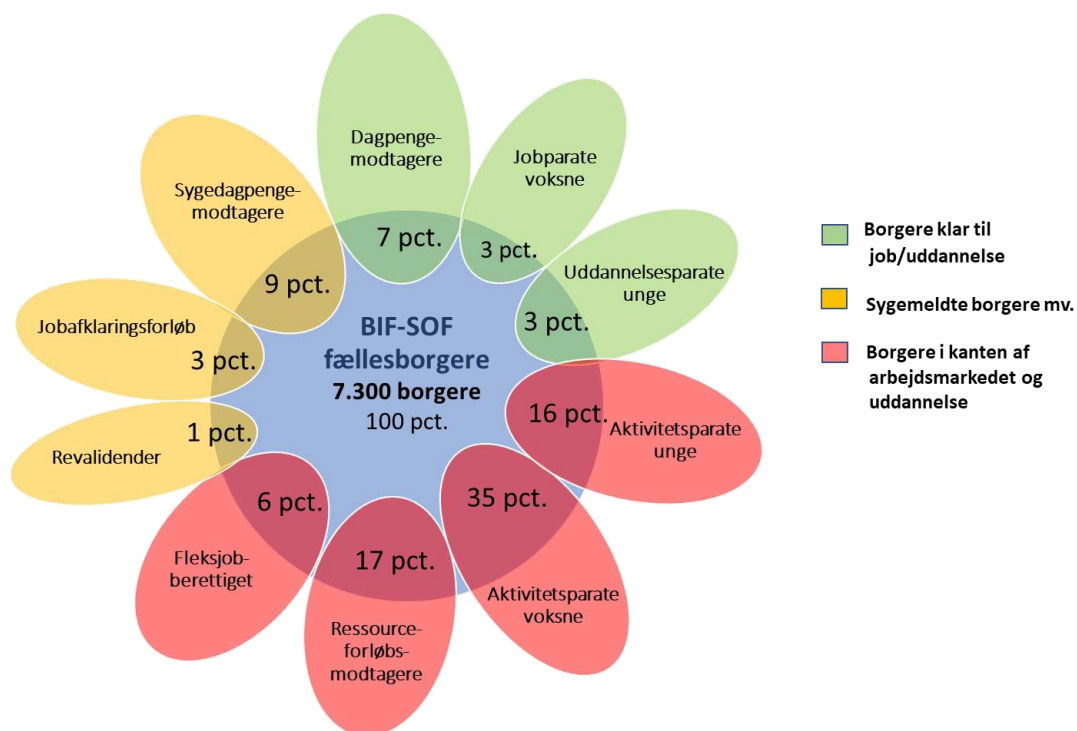 Dagpenge-
modtagere
7 pct.
Jobparate
voksne
3 pct.
Uddannelsesparate
unge
3 pct.
Aktivitetsparate
unge
16 pct.
Aktivitetsparate
voksne
35 pct.
Ressource-
forløbs-
modtagere
17 pct.
Fleksjob-
berettiget
6 pct.
Revalidender
1 pct.
Jobafklaringsforløb
3 pct.
Sygedagpenge-
modtagere
9 pct.
BIF-SOF
fællesborgere
7.300 borgere
100 pct.
Borgere klar til
job/uddannelse
Sygemeldte borgere mv.
Borgere i kanten af
arbejdsmarkedet og
uddannelse